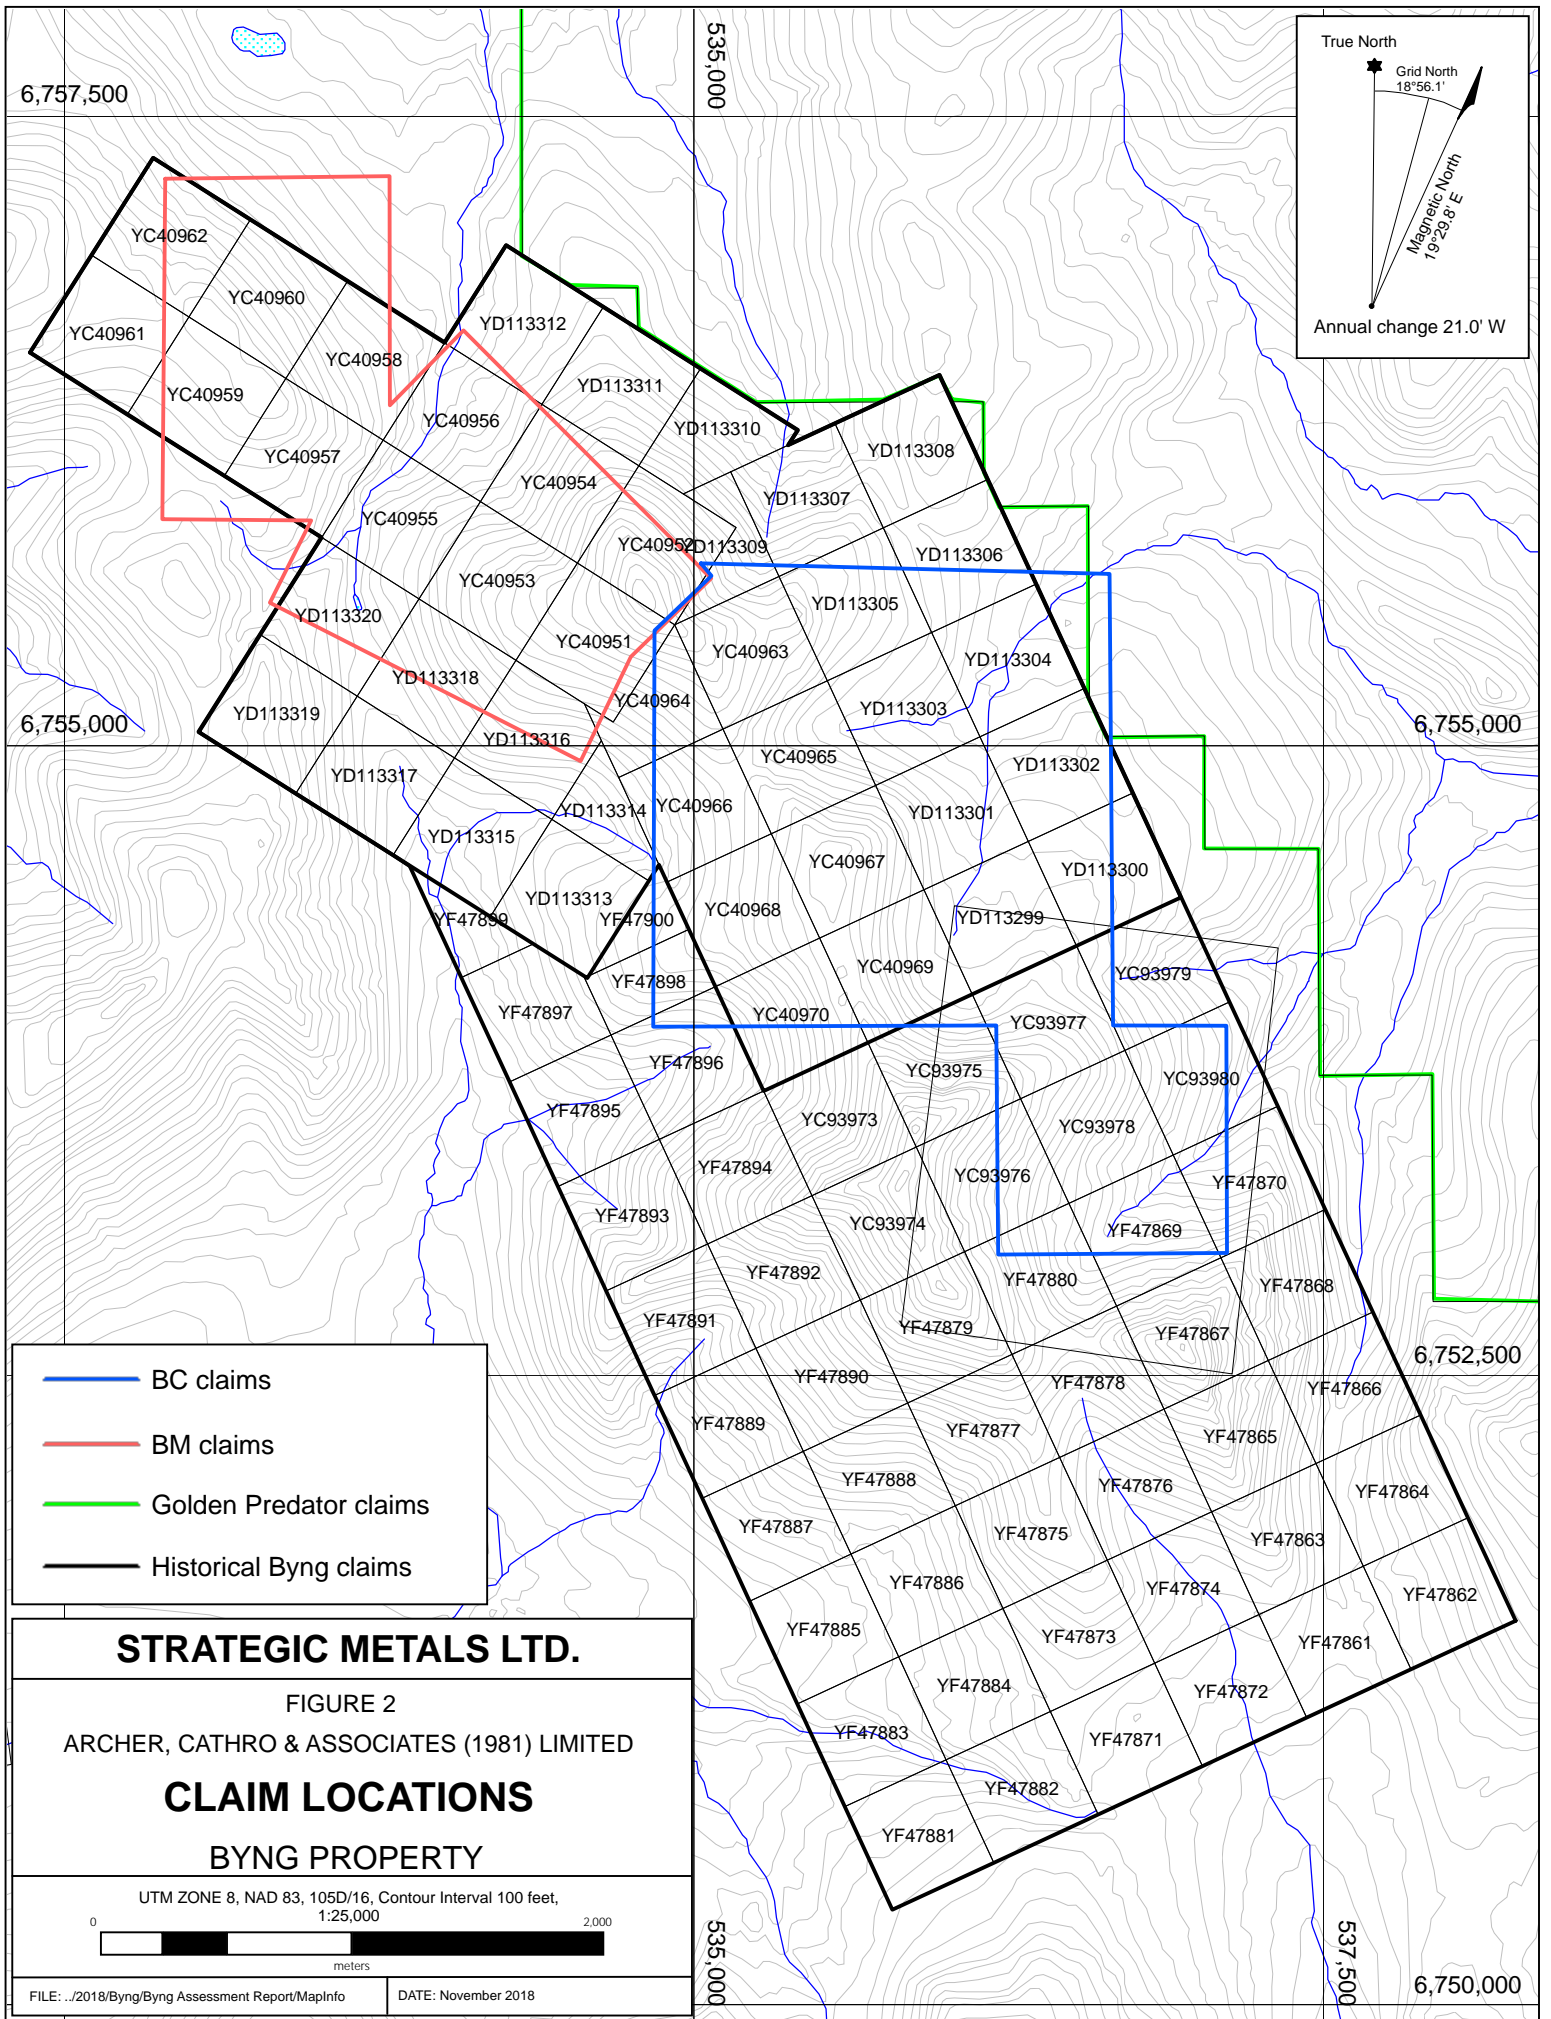 True North
Grid North
18°56.1'
Magnetic North
19°29.8' E
Annual change 21.0' W
535,000
6,757,500
YC40962
YC40960
YC40961
YC40958
YC40959
YC40957
YD113312
YD113311
YD113310
YD113308
YC40956
YC40954
YD113307
YC40955
YC40952
YD113309
YD113306
YC40953
YD113305
YD113320
YC40951
YC40963
YD113304
YD113318
YC40964
YD113303
YD113319
YD113316
6,755,000
6,755,000
YC40965
YD113302
YD113317
YD113314
YC40966
YD113301
YD113315
YC40967
YD113300
YD113313
YC40968
YD113299
YF47899
YF47900
YC40969
YC93979
YF47898
YF47897
YC40970
YC93977
YF47896
YC93975
YC93980
YF47895
YC93973
YC93978
YF47894
YC93976
YF47870
YF47893
YC93974
YF47869
YF47892
YF47880
YF47868
YF47891
YF47879
YF47867
6,752,500
YF47890
YF47878
YF47866
YF47889
YF47877
YF47865
YF47888
YF47876
YF47864
YF47887
YF47875
YF47863
YF47886
YF47874
YF47862
YF47885
YF47873
YF47861
YF47884
YF47872
YF47883
YF47871
YF47882
YF47881
BC claims
BM claims
Golden Predator claims
Historical Byng claims
STRATEGIC METALS LTD.
FIGURE 2
ARCHER, CATHRO & ASSOCIATES (1981) LIMITED
CLAIM LOCATIONS
BYNG PROPERTY
UTM ZONE 8, NAD 83, 105D/16, Contour Interval 100 feet,
1:25,000
0
2,000
meters
FILE: ../2018/Byng/Byng Assessment Report/MapInfo
DATE: November 2018
535,000
537,500
6,750,000